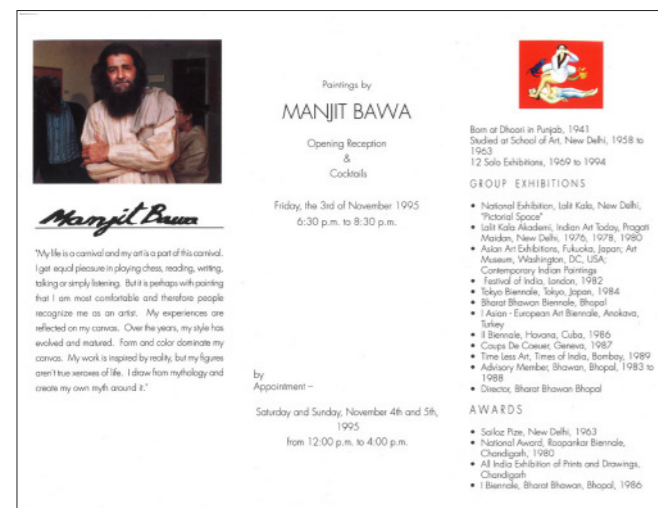 Manjit Bawa
"My life is a carnival and my art is a part of this carnival.
I get equal pleasure in playing chess, reading, writing,
talking or simply listening. But it is perhaps with painting
that I am most comfortable and therefore people
recognize me as an artist. My experiences are
reflected on my canvas. Over the years, my style has
evolved and matured. Form and color dominate my
canvas. My work is inspired by reality, but my figures
aren't true xeroxes of life. I draw from mythology and
create my own myth around it."
Paintings by
MANJIT BAWA
Opening Reception
&
Cocktails
Friday, the 3rd of November 1995
6:30 p.m. to 8:30 p.m.
by
Appointment –
Saturday and Sunday, November 4th and 5th,
1995
from 12:00 p.m. to 4:00 p.m.
Born at Dhoori in Punjab, 1941
Studied at School of Art, New Delhi, 1958 to
1963
12 Solo Exhibitions, 1969 to 1994
GROUP EXHIBITIONS
• National Exhibition, Lalit Kala, New Delhi,
"Pictorial Space"
• Lalit Kala Akademi, Indian Art Today, Pragati
Maidan, New Delhi, 1976, 1978, 1980
• Asian Art Exhibitions, Fukuoka, Japan; Art
Museum, Washington, DC, USA;
Contemporary Indian Paintings
• Festival of India, London, 1982
• Tokyo Biennale, Tokyo, Japan, 1984
• Bharat Bhawan Biennale, Bhopal
• I Asian - European Art Biennale, Anokava,
Turkey
• II Biennale, Havana, Cuba, 1986
• Coups De Coeuer, Geneva, 1987
• Time Less Art, Times of India, Bombay, 1989
• Advisory Member, Bhawan, Bhopal, 1983 to
1988
• Director, Bharat Bhawan Bhopal
AWARDS
• Sailoz Pize, New Delhi, 1963
• National Award, Roopankar Biennale,
Chandigarh, 1980
• All India Exhibition of Prints and Drawings,
Chandigarh
• I Biennale, Bharat Bhawan, Bhopal, 1986